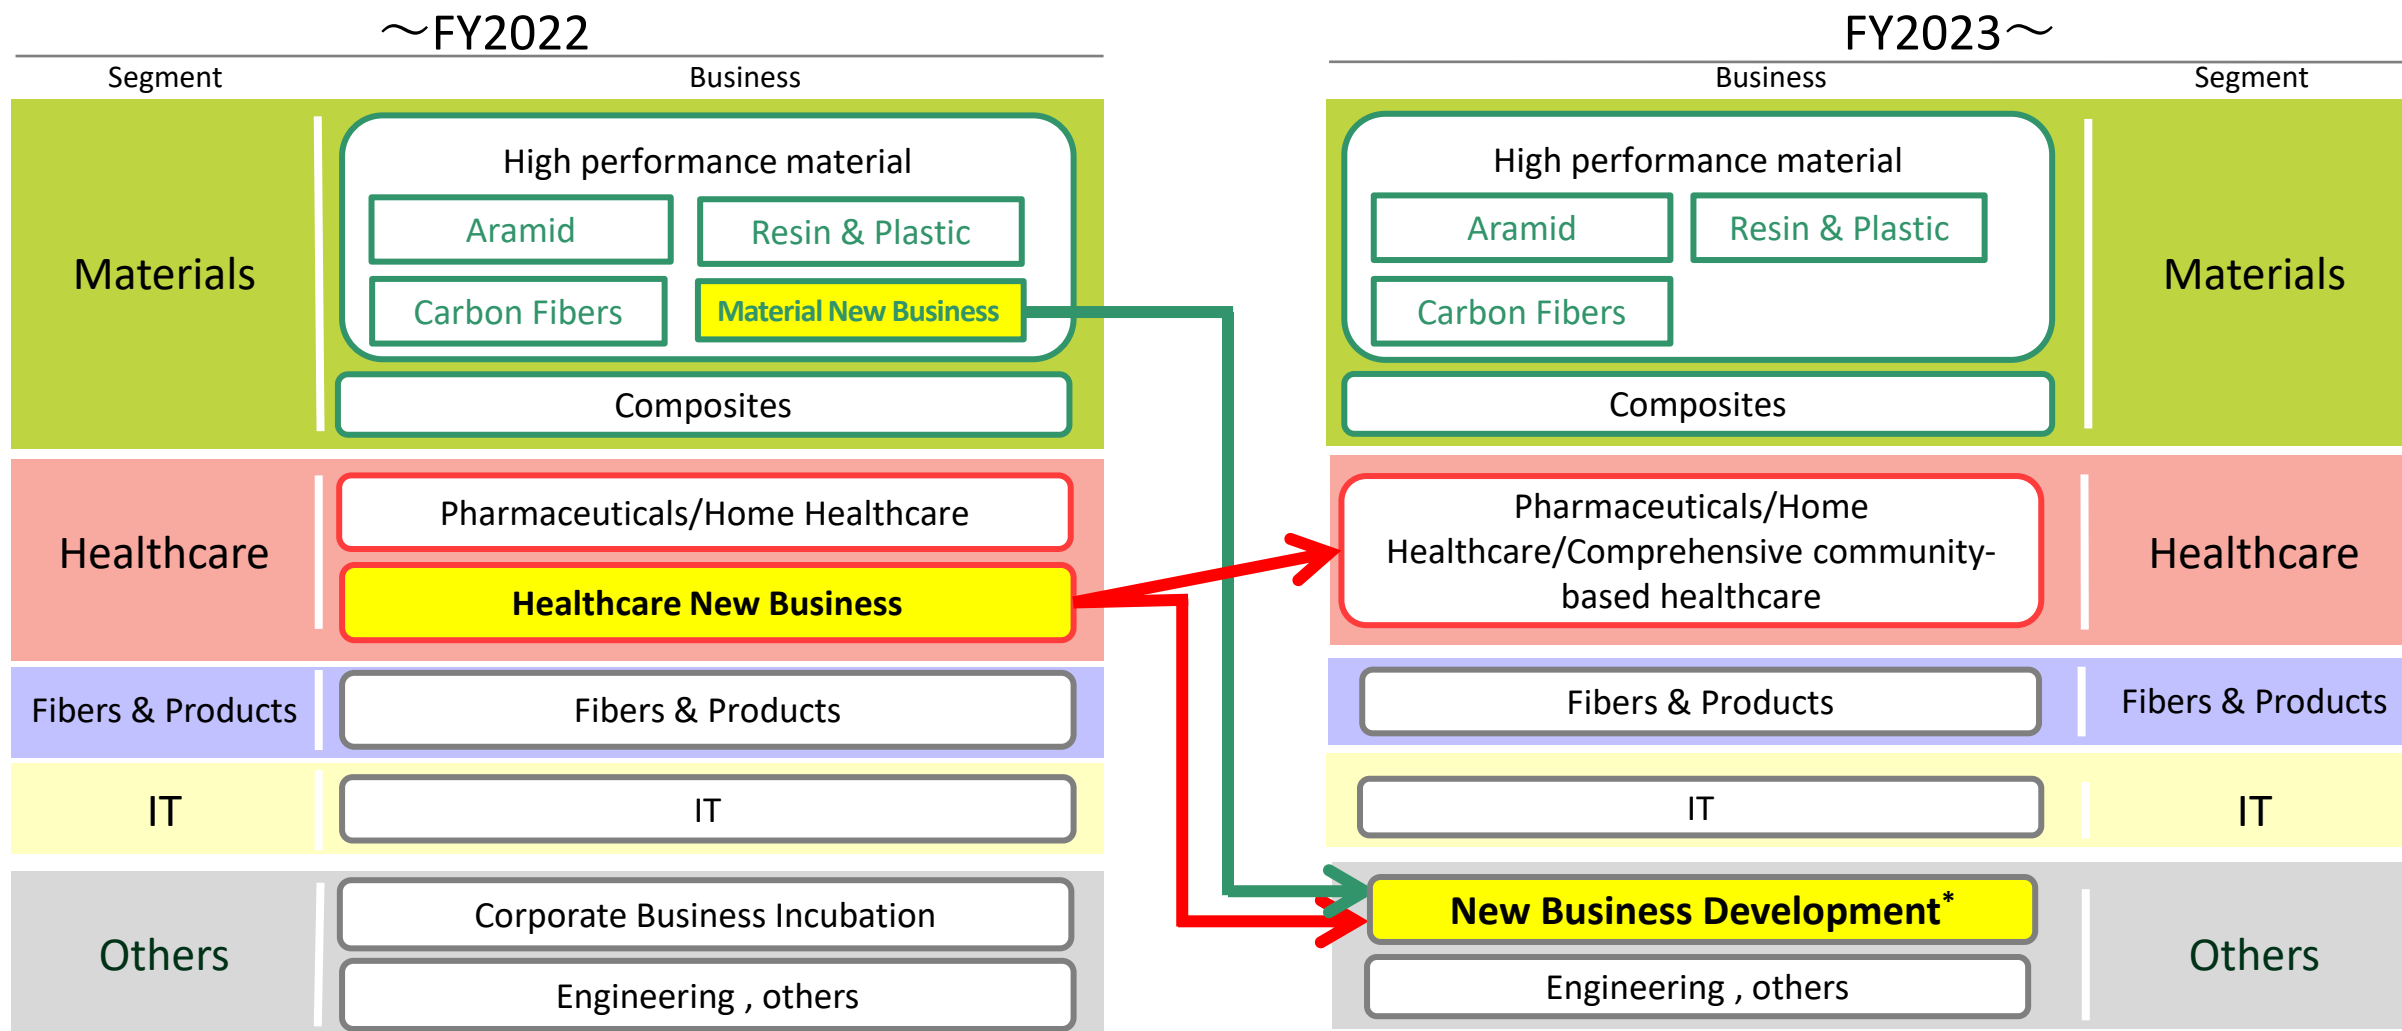 ～FY2022
Segment
Business
Materials
High performance material
Aramid
Resin & Plastic
Carbon Fibers
Material New Business
Composites
Healthcare
Pharmaceuticals/Home Healthcare
Healthcare New Business
Fibers & Products
Fibers & Products
IT
IT
Others
Corporate Business Incubation
Engineering , others
FY2023～
Business
Segment
High performance material
Aramid
Resin & Plastic
Carbon Fibers
Composites
Materials
Pharmaceuticals/Home
Healthcare/Comprehensive community-
based healthcare
Healthcare
Fibers & Products
Fibers & Products
IT
IT
New Business Development*
Engineering , others
Others